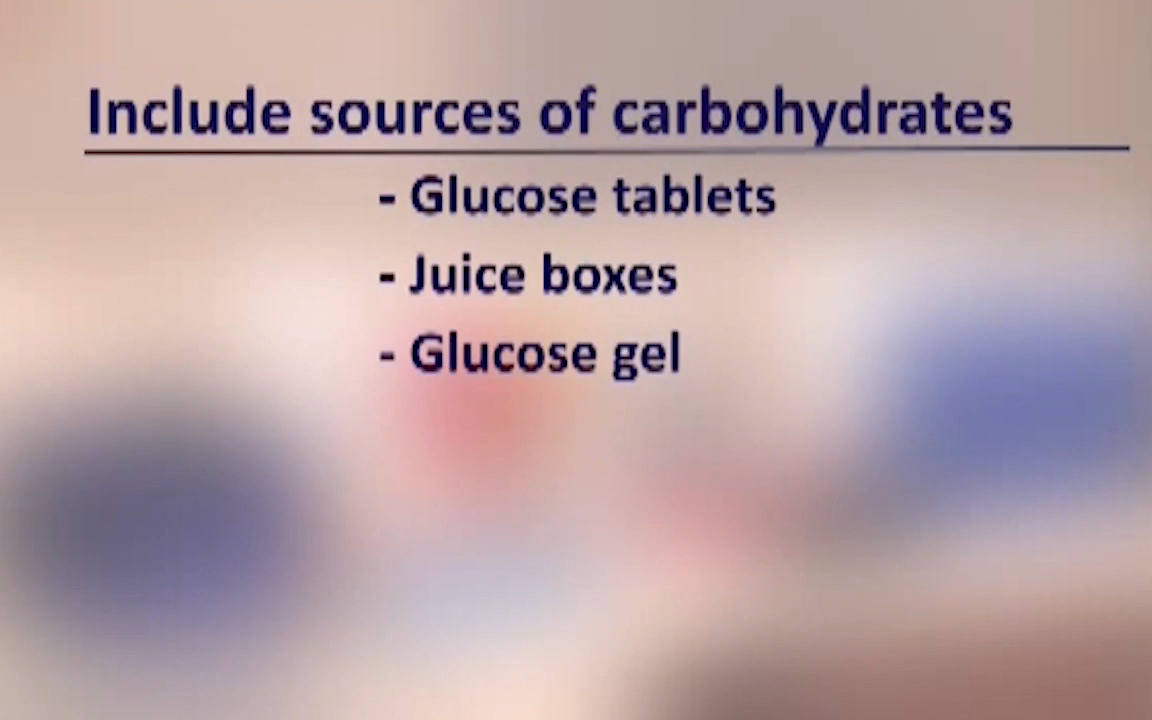 Include sources of carbohydrates
- Glucose tablets
- Juice boxes
- Glucose gel